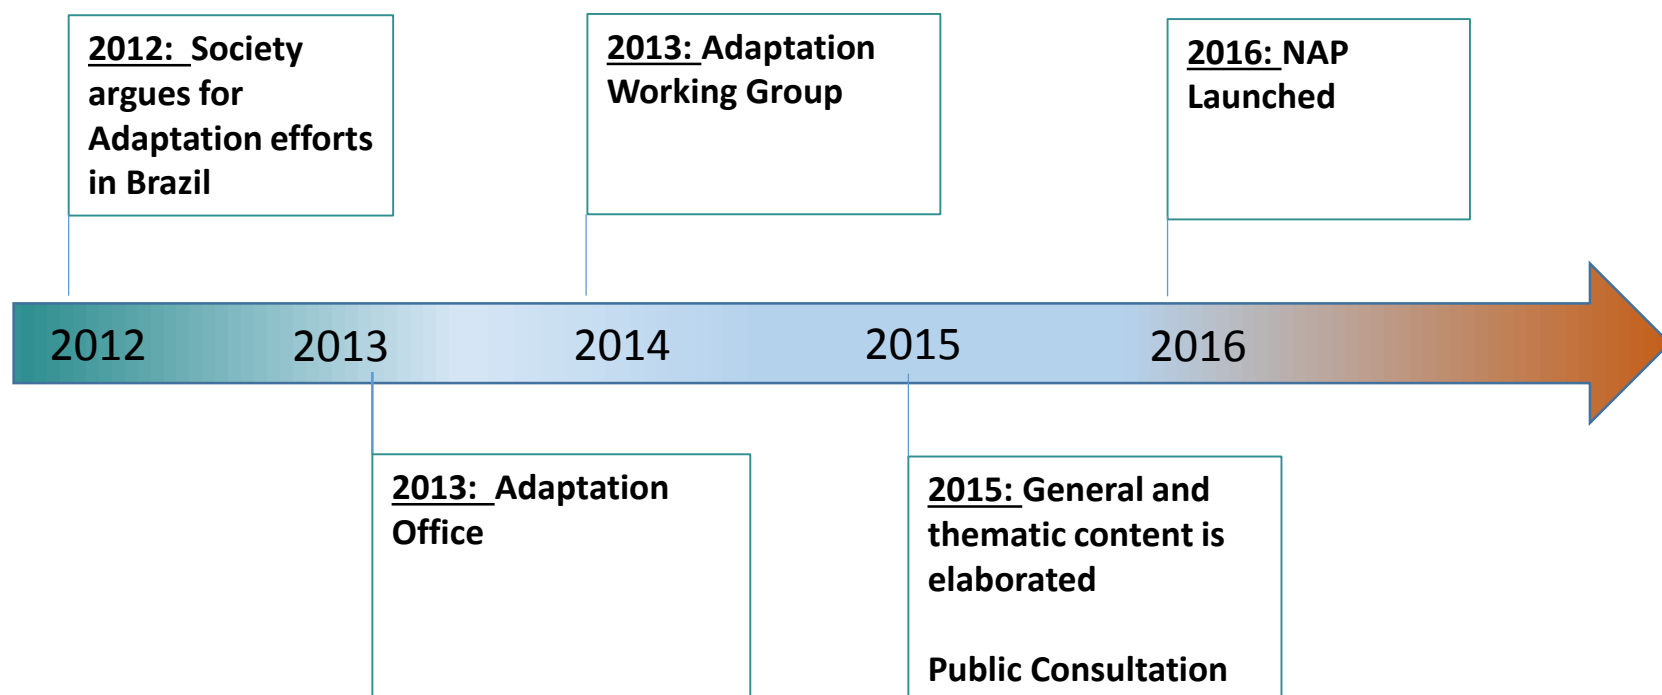 2012: Society
argues for
Adaptation efforts
in Brazil
2013: Adaptation
Working Group
2016: NAP
Launched
2012
2013
2014
2015
2016
2013: Adaptation
Office
2015: General and
thematic content is
elaborated
Public Consultation